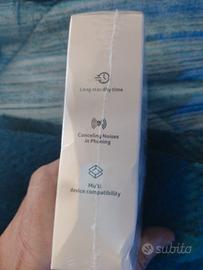 Long standby time
Canceling Noises
in Phoning
Multi
device compatibility
subito